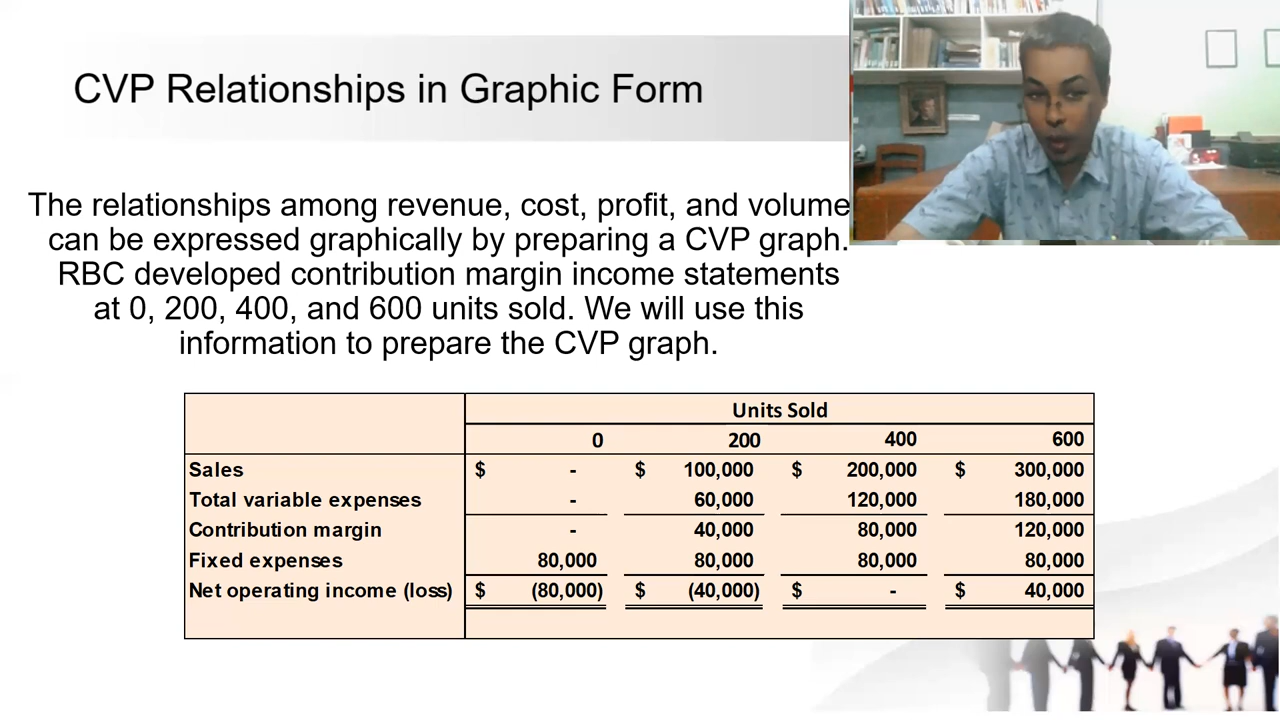 CVP Relationships in Graphic Form
The relationships among revenue, cost, profit, and volume
can be expressed graphically by preparing a CVP graph.
RBC developed contribution margin income statements
at 0, 200, 400, and 600 units sold. We will use this
information to prepare the CVP graph.
Units Sold
0 200 400 600
Sales $ - $ 100,000 $ 200,000 $ 300,000
Total variable expenses - 60,000 120,000 180,000
Contribution margin - 40,000 80,000 120,000
Fixed expenses 80,000 80,000 80,000 80,000
Net operating income (loss) $ (80,000) $ (40,000) $ - $ 40,000